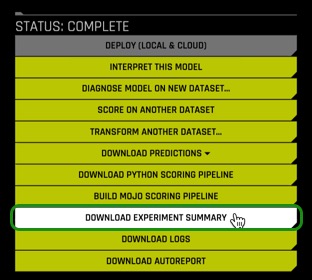 STATUS: COMPLETE
DEPLOY (LOCAL & CLOUD)
INTERPRET THIS MODEL
DIAGNOSE MODEL ON NEW DATASET...
SCORE ON ANOTHER DATASET
TRANSFORM ANOTHER DATASET...
DOWNLOAD PREDICTIONS
DOWNLOAD PYTHON SCORING PIPELINE
BUILD MOJO SCORING PIPELINE
DOWNLOAD EXPERIMENT SUMMARY
DOWNLOAD LOGS
DOWNLOAD AUTOREPORT